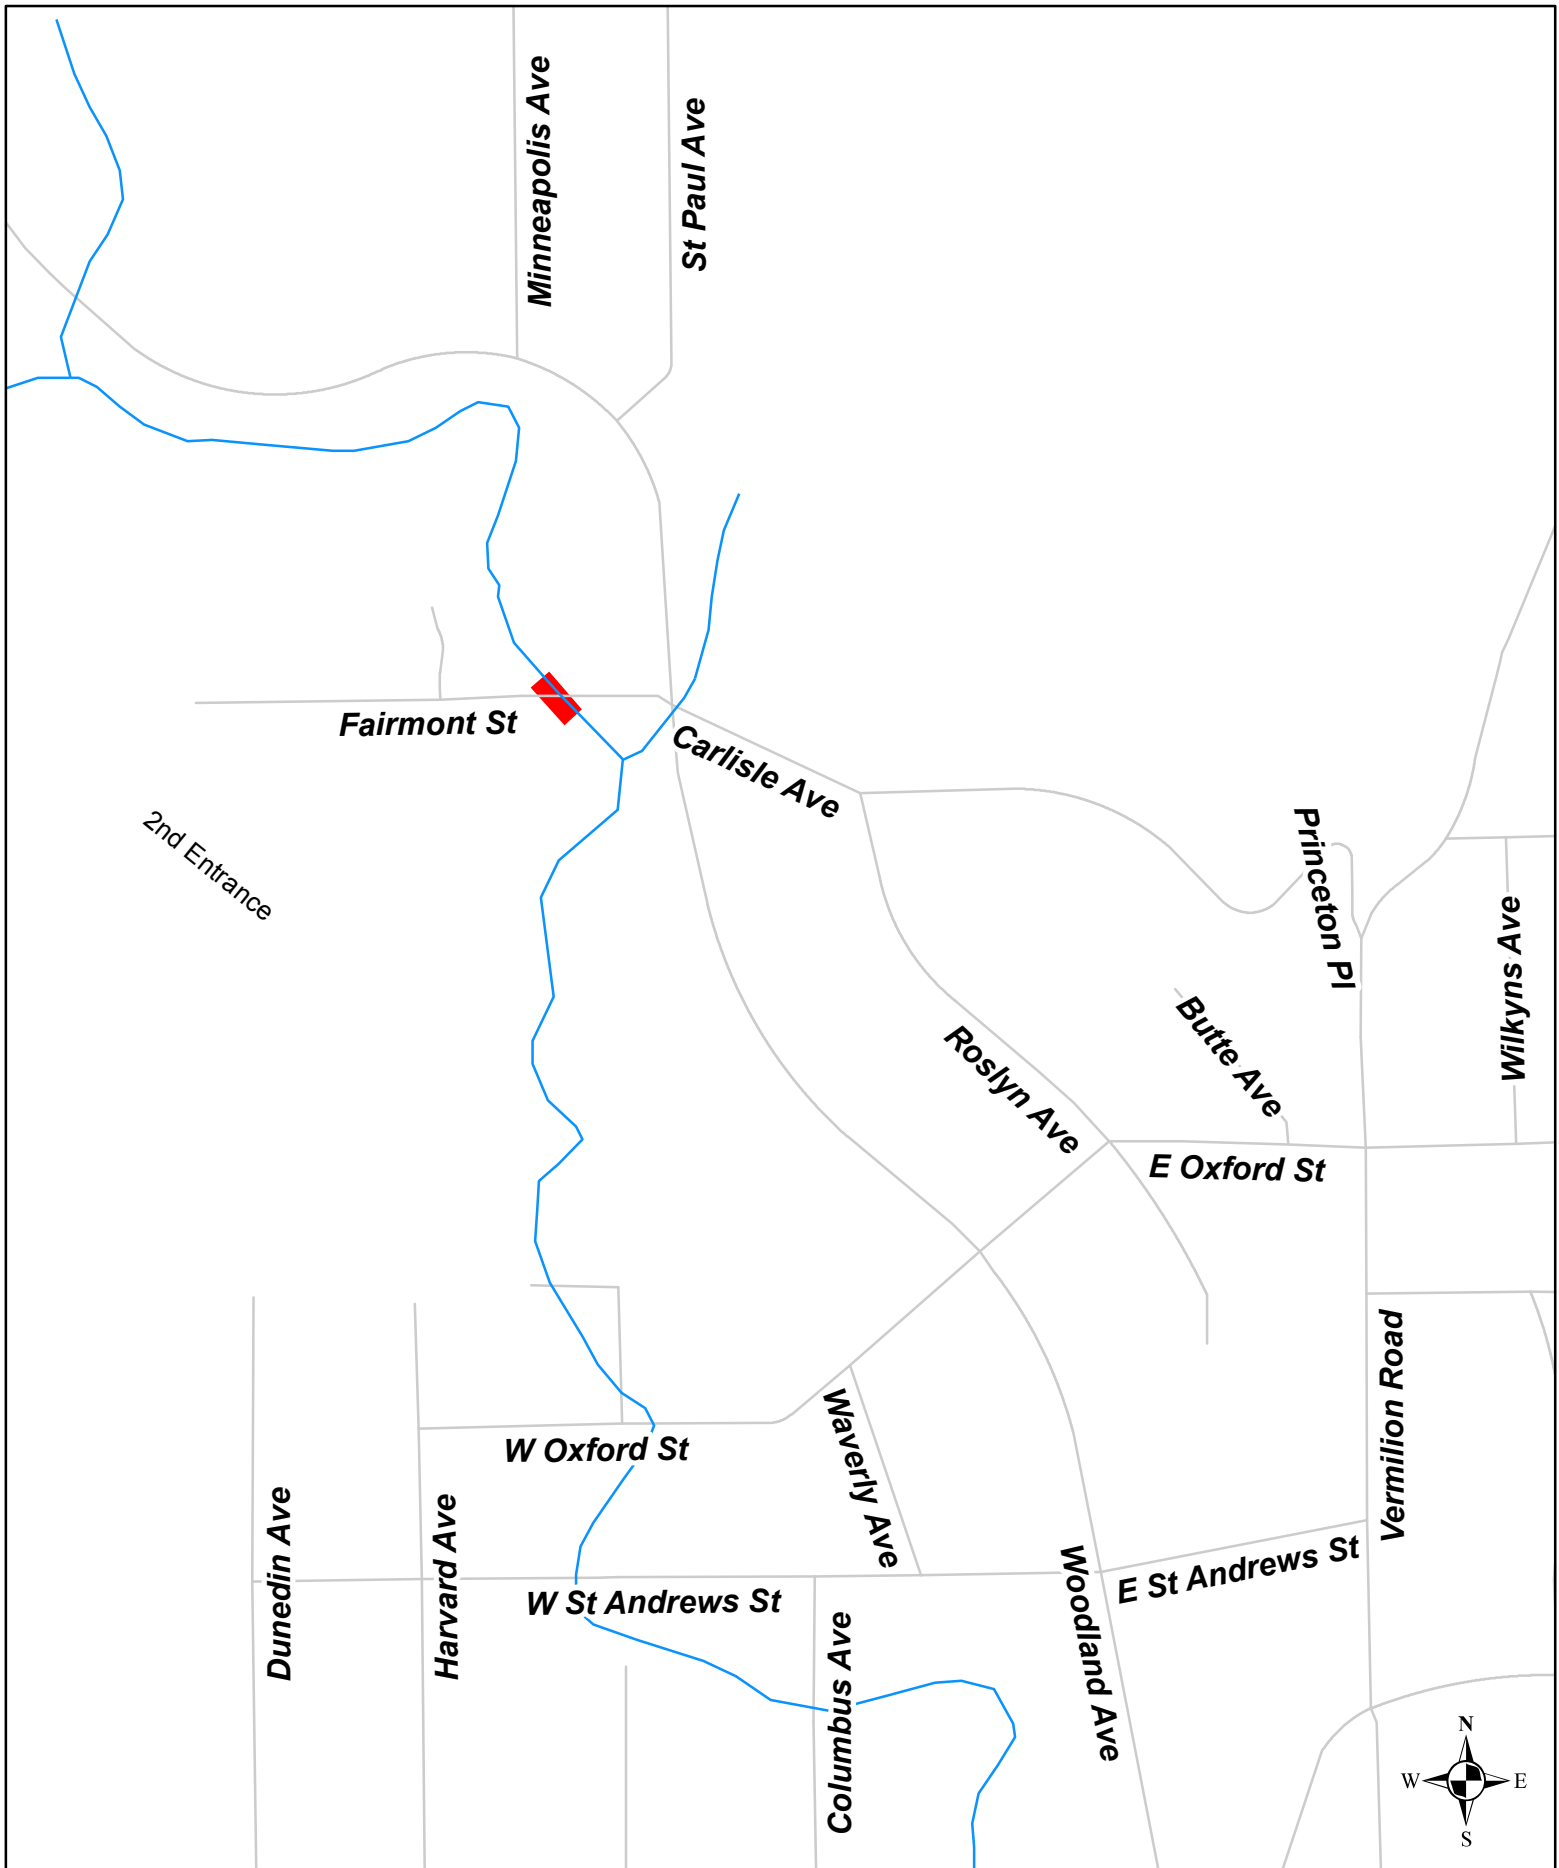 Minneapolis Ave
St Paul Ave
Fairmont St
Carlisle Ave
2nd Entrance
Princeton Pl
Wilkyns Ave
Butte Ave
Roslyn Ave
E Oxford St
Vermilion Road
Waverly Ave
W Oxford St
Dunedin Ave
Harvard Ave
W St Andrews St
E St Andrews St
Woodland Ave
Columbus Ave
N
W E
S